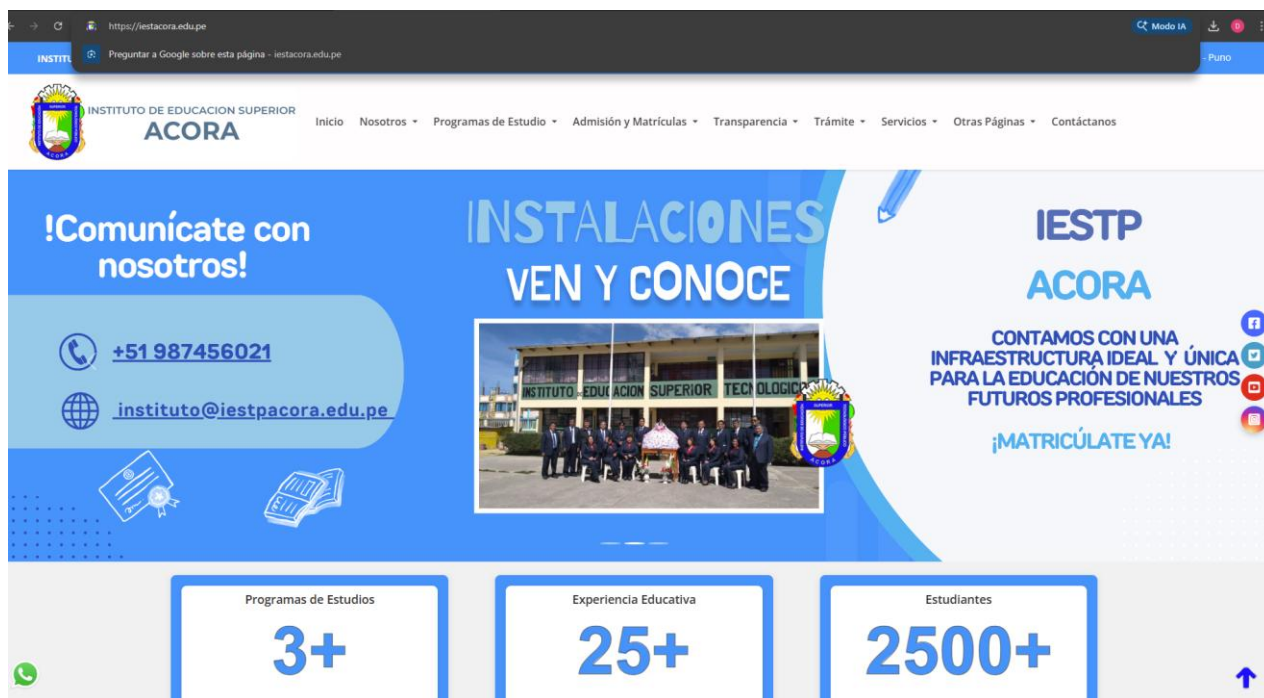 https://iestacora.edu.pe
Modo IA
D
Preguntar a Google sobre esta página - iestacora.edu.pe
- Puno
INSTITUTO DE EDUCACION SUPERIOR
ACORA
Inicio Nosotros Programas de Estudio Admisión y Matrículas Transparencia Trámite Servicios Otras Páginas Contáctanos
!Comunícate con
nosotros!
+51 987456021
instituto@iestpacora.edu.pe
INSTALACIONES
VEN Y CONOCE
INSTITUTO DE EDUCACION SUPERIOR TECNOLOGICO
ACORA
IESTP
ACORA
CONTAMOS CON UNA
INFRAESTRUCTURA IDEAL Y ÚNICA
PARA LA EDUCACIÓN DE NUESTROS
FUTUROS PROFESIONALES
¡MATRICÚLATE YA!
Programas de Estudios
3+
Experiencia Educativa
25+
Estudiantes
2500+